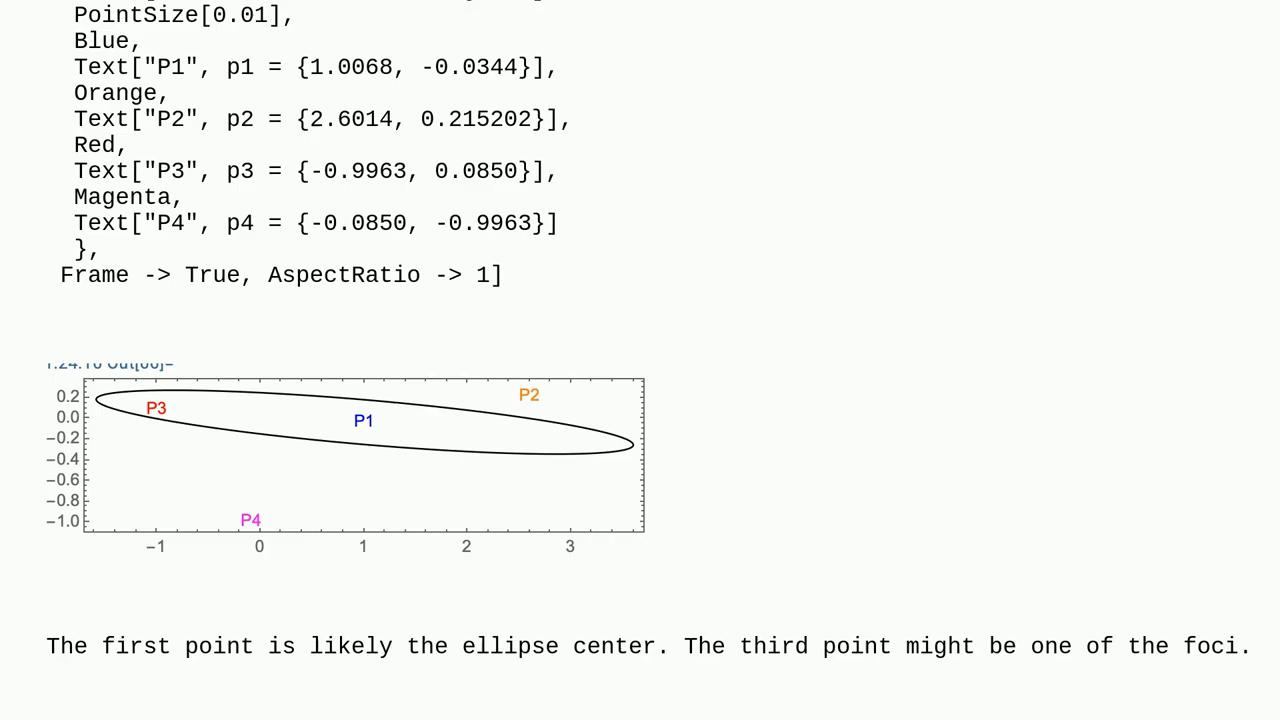 PointSize[0.01],
Blue,
Text["P1", p1 = {1.0068, -0.0344}],
Orange,
Text["P2", p2 = {2.6014, 0.215202}],
Red,
Text["P3", p3 = {-0.9963, 0.0850}],
Magenta,
Text["P4", p4 = {-0.0850, -0.9963}]
},
Frame -> True, AspectRatio -> 1]
0.2
0.0
−0.2
−0.4
−0.6
−0.8
−1.0
P2
P3
P1
P4
−1 0 1 2 3
The first point is likely the ellipse center. The third point might be one of the foci.